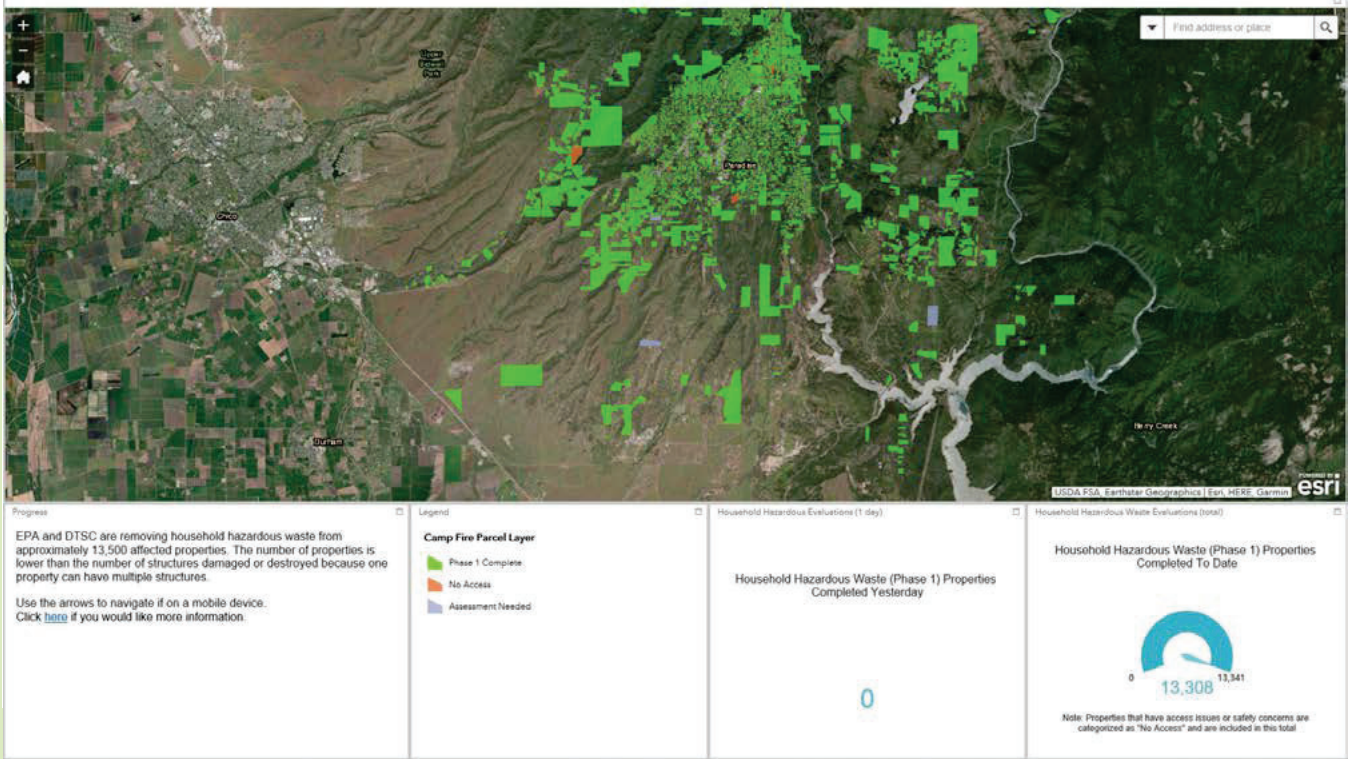 +
Find address or place
−
Upper
Bidwell
Park
Paradise
Chico
Durham
Berry Creek
USDA FSA, Earthstar Geographics | Esri, HERE, Garmin
POWERED BY
esri
Progress
EPA and DTSC are removing household hazardous waste from
approximately 13,500 affected properties. The number of properties is
lower than the number of structures damaged or destroyed because one
property can have multiple structures.
Use the arrows to navigate if on a mobile device.
Click here if you would like more information.
Legend
Camp Fire Parcel Layer
Phase 1 Complete
No Access
Assessment Needed
Household Hazardous Evaluations (1 day)
Household Hazardous Waste (Phase 1) Properties
Completed Yesterday
0
Household Hazardous Waste Evaluations (total)
Household Hazardous Waste (Phase 1) Properties
Completed To Date
0
13,341
13,308
Note: Properties that have access issues or safety concerns are
categorized as "No Access" and are included in this total